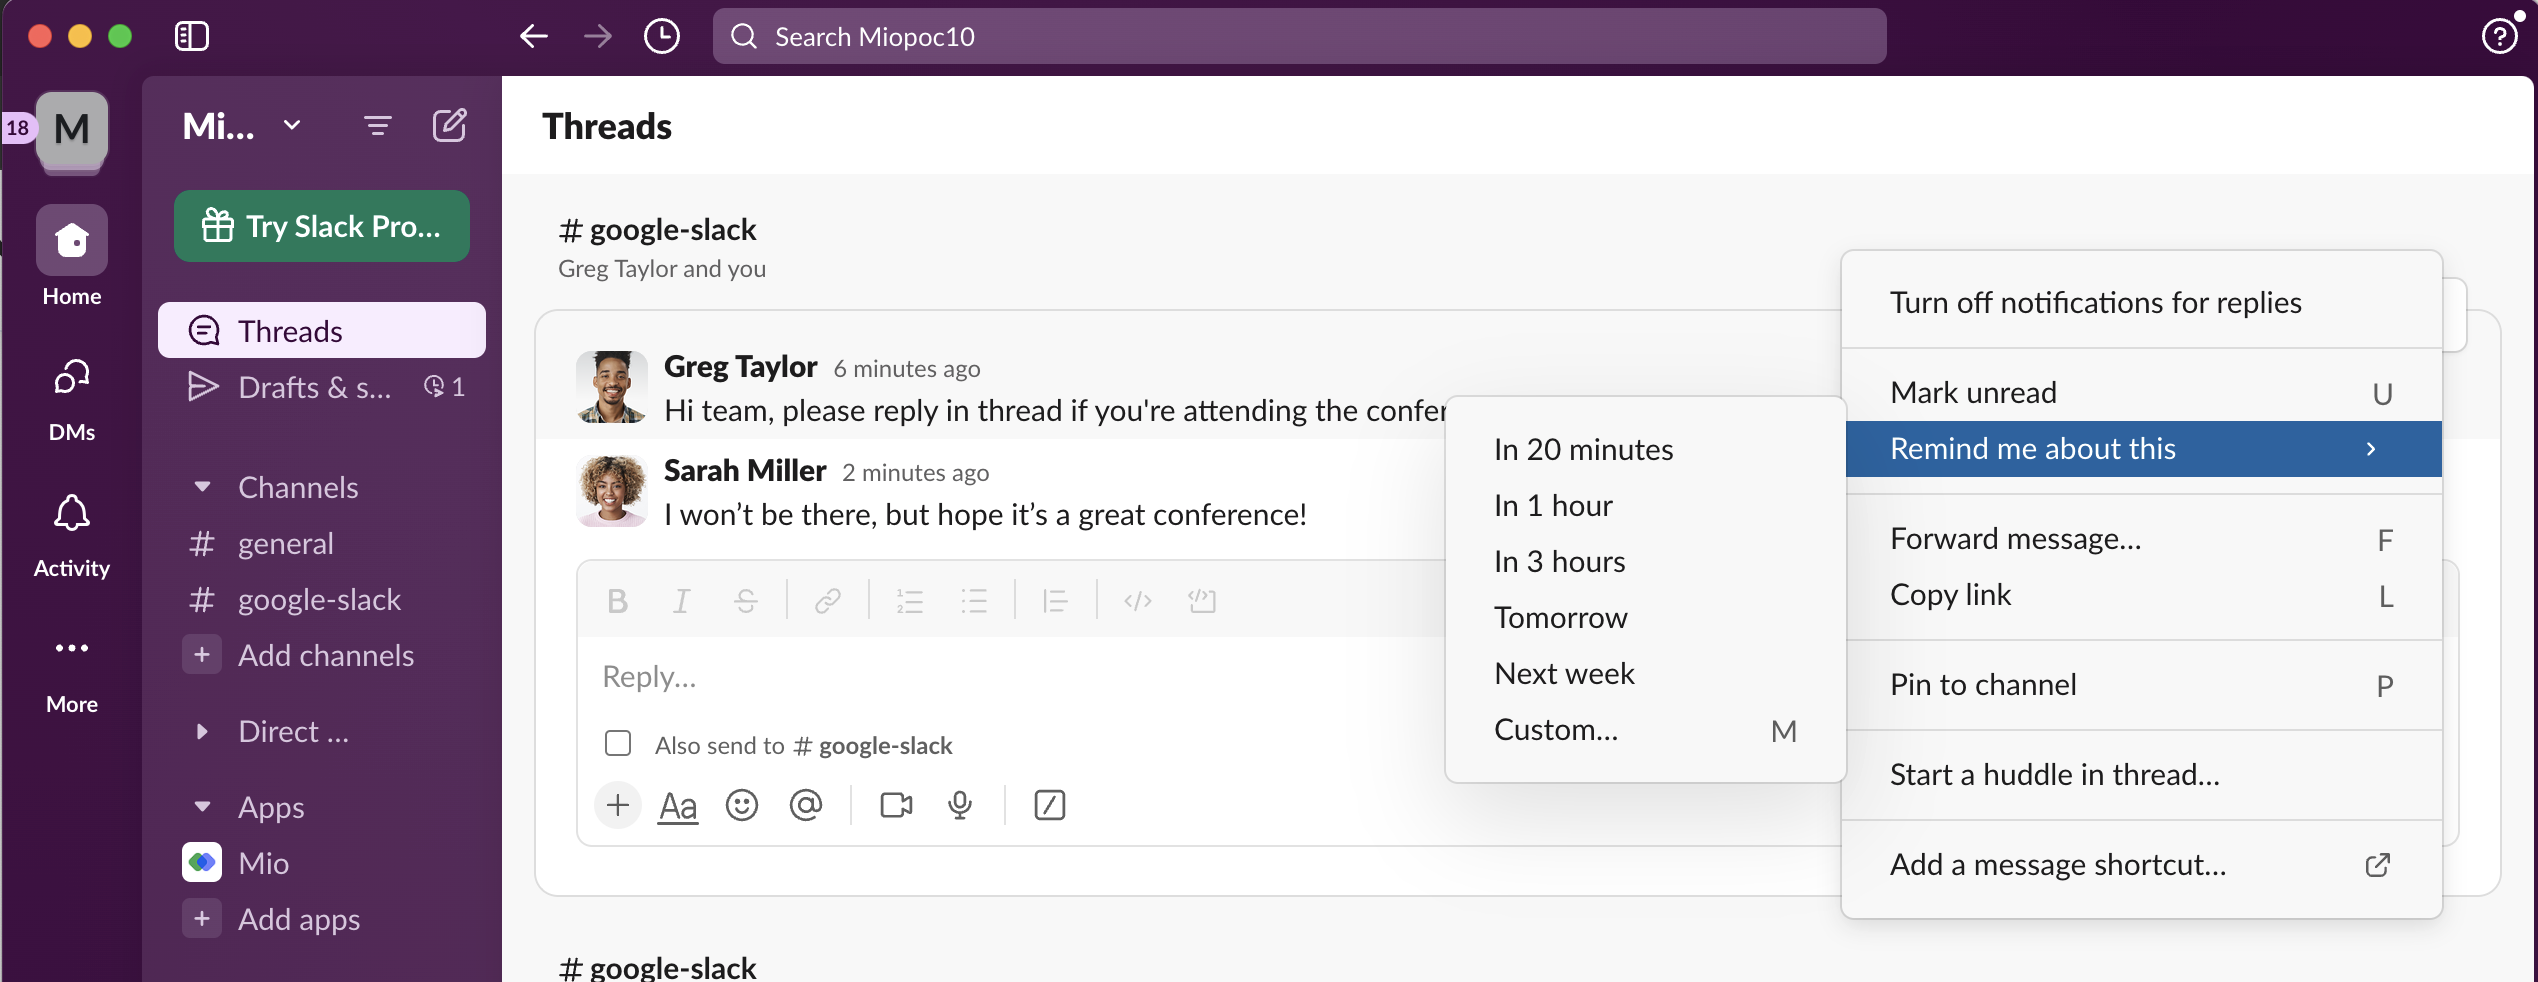 Search Miopoc10
18
M
Mi...
Try Slack Pro...
Home
Threads
Drafts & s... 1
DMs
Channels
# general
Activity
# google-slack
+ Add channels
More
Direct ...
Apps
Mio
+ Add apps
Threads
# google-slack
Greg Taylor and you
Greg Taylor 6 minutes ago
Hi team, please reply in thread if you're attending the confer
Sarah Miller 2 minutes ago
I won’t be there, but hope it’s a great conference!
B I S
Reply...
Also send to # google-slack
+ Aa @
# google-slack
In 20 minutes
In 1 hour
In 3 hours
Tomorrow
Next week
Custom... M
Turn off notifications for replies
Mark unread U
Remind me about this
Forward message... F
Copy link L
Pin to channel P
Start a huddle in thread...
Add a message shortcut...